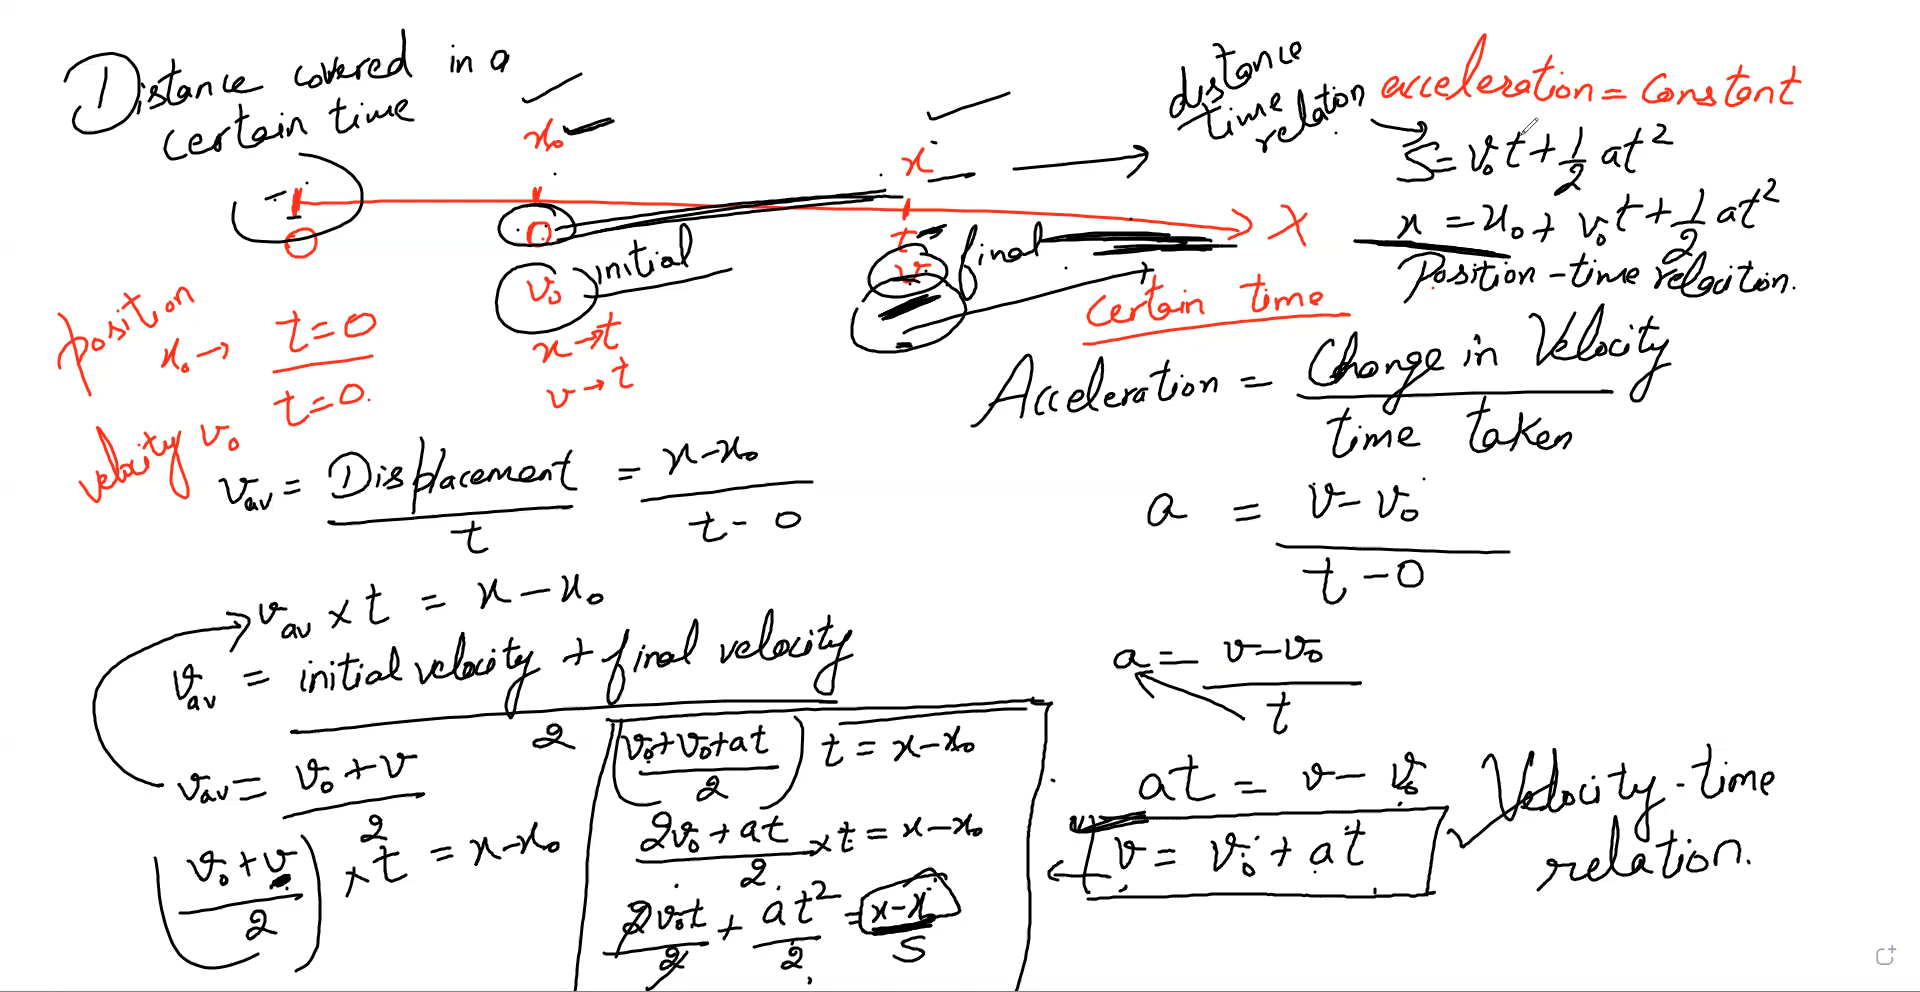 Distance covered in a
certain time
x₀
x
O
O
t
X
v₀
initial
v
final
certain time
position
x₀ → t=0
t=0
velocity v₀
x→t
v→t
distance
time
relation
acceleration = constant
S = v₀t + 1/2 at²
x = x₀ + v₀t + 1/2 at²
Position-time relation.
Acceleration = Change in Velocity / time taken
a = v - v₀ / t - 0
a = v - v₀ / t
at = v - v₀
v = v₀ + at
Velocity-time
relation.
v_av = Displacement / t = x - x₀ / t - 0
v_av × t = x - x₀
v_av = initial velocity + final velocity / 2
v_av = v₀ + v / 2
(v₀ + v / 2) × t = x - x₀
(v₀ + v₀ + at / 2) t = x - x₀
2v₀ + at / 2 × t = x - x₀
2v₀t / 2 + at² / 2 = x - x₀
S